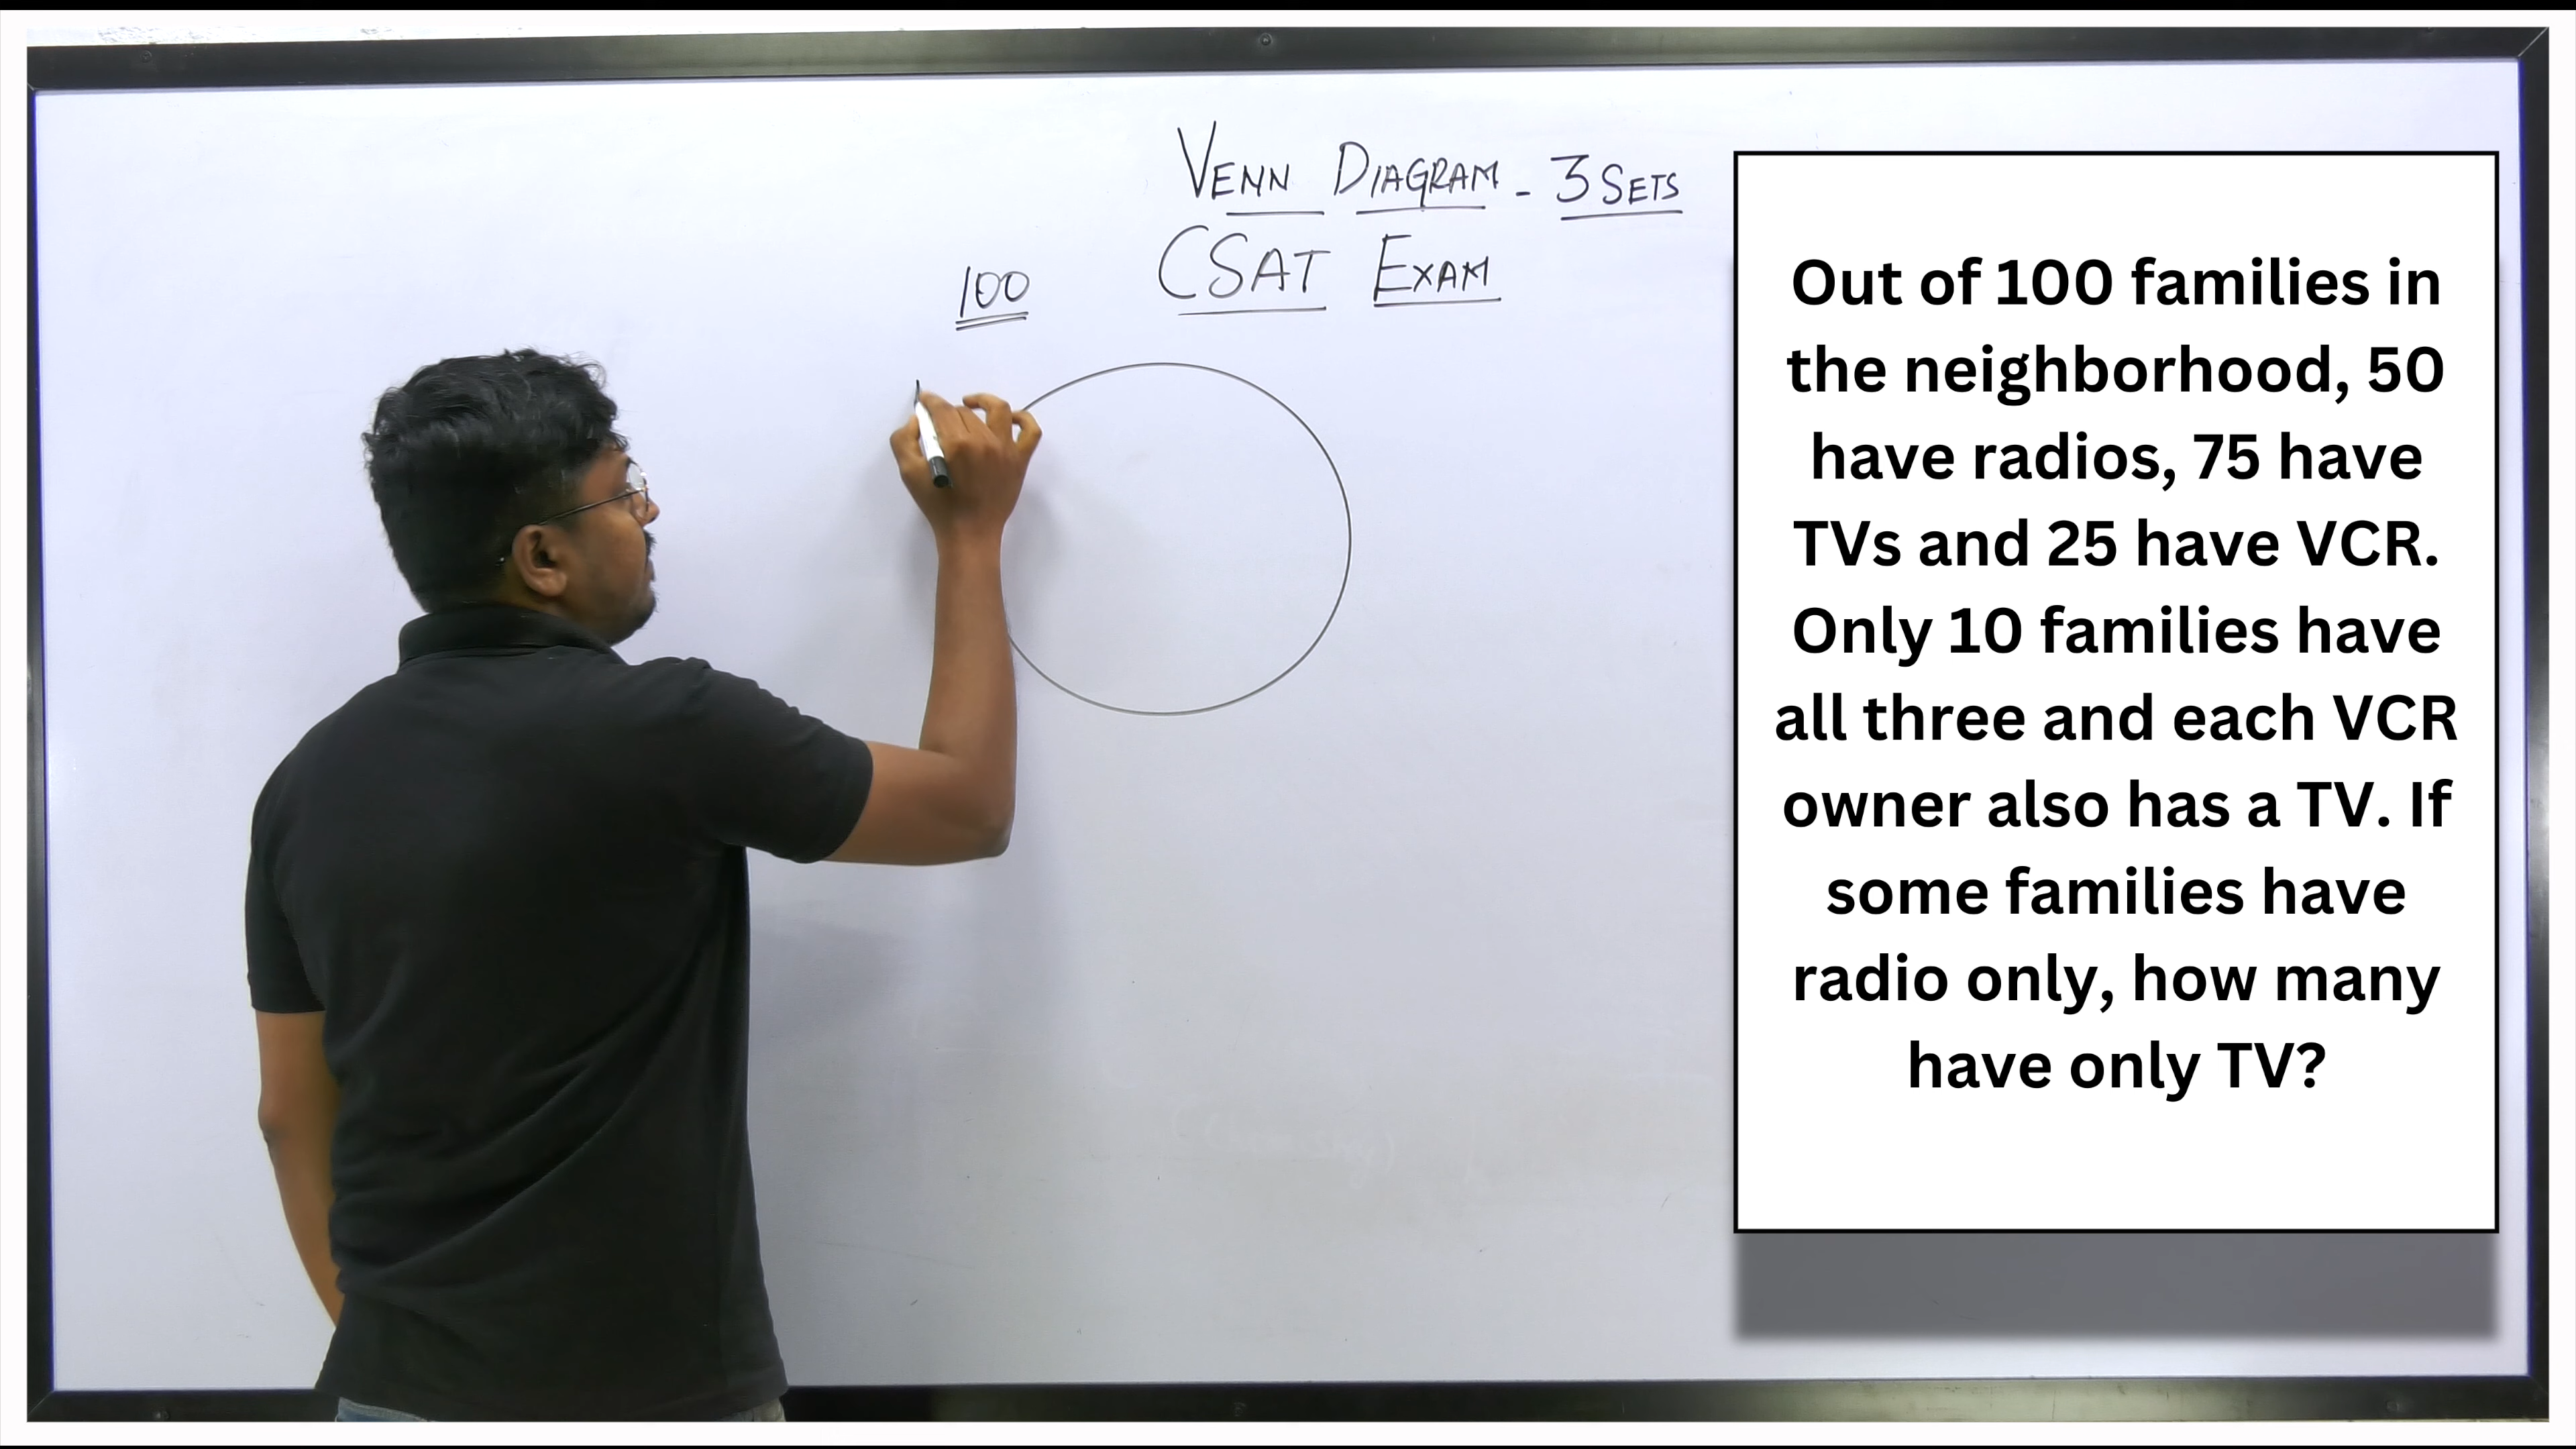 VENN DIAGRAM - 3 SETS
CSAT EXAM
100
Out of 100 families in
the neighborhood, 50
have radios, 75 have
TVs and 25 have VCR.
Only 10 families have
all three and each VCR
owner also has a TV. If
some families have
radio only, how many
have only TV?